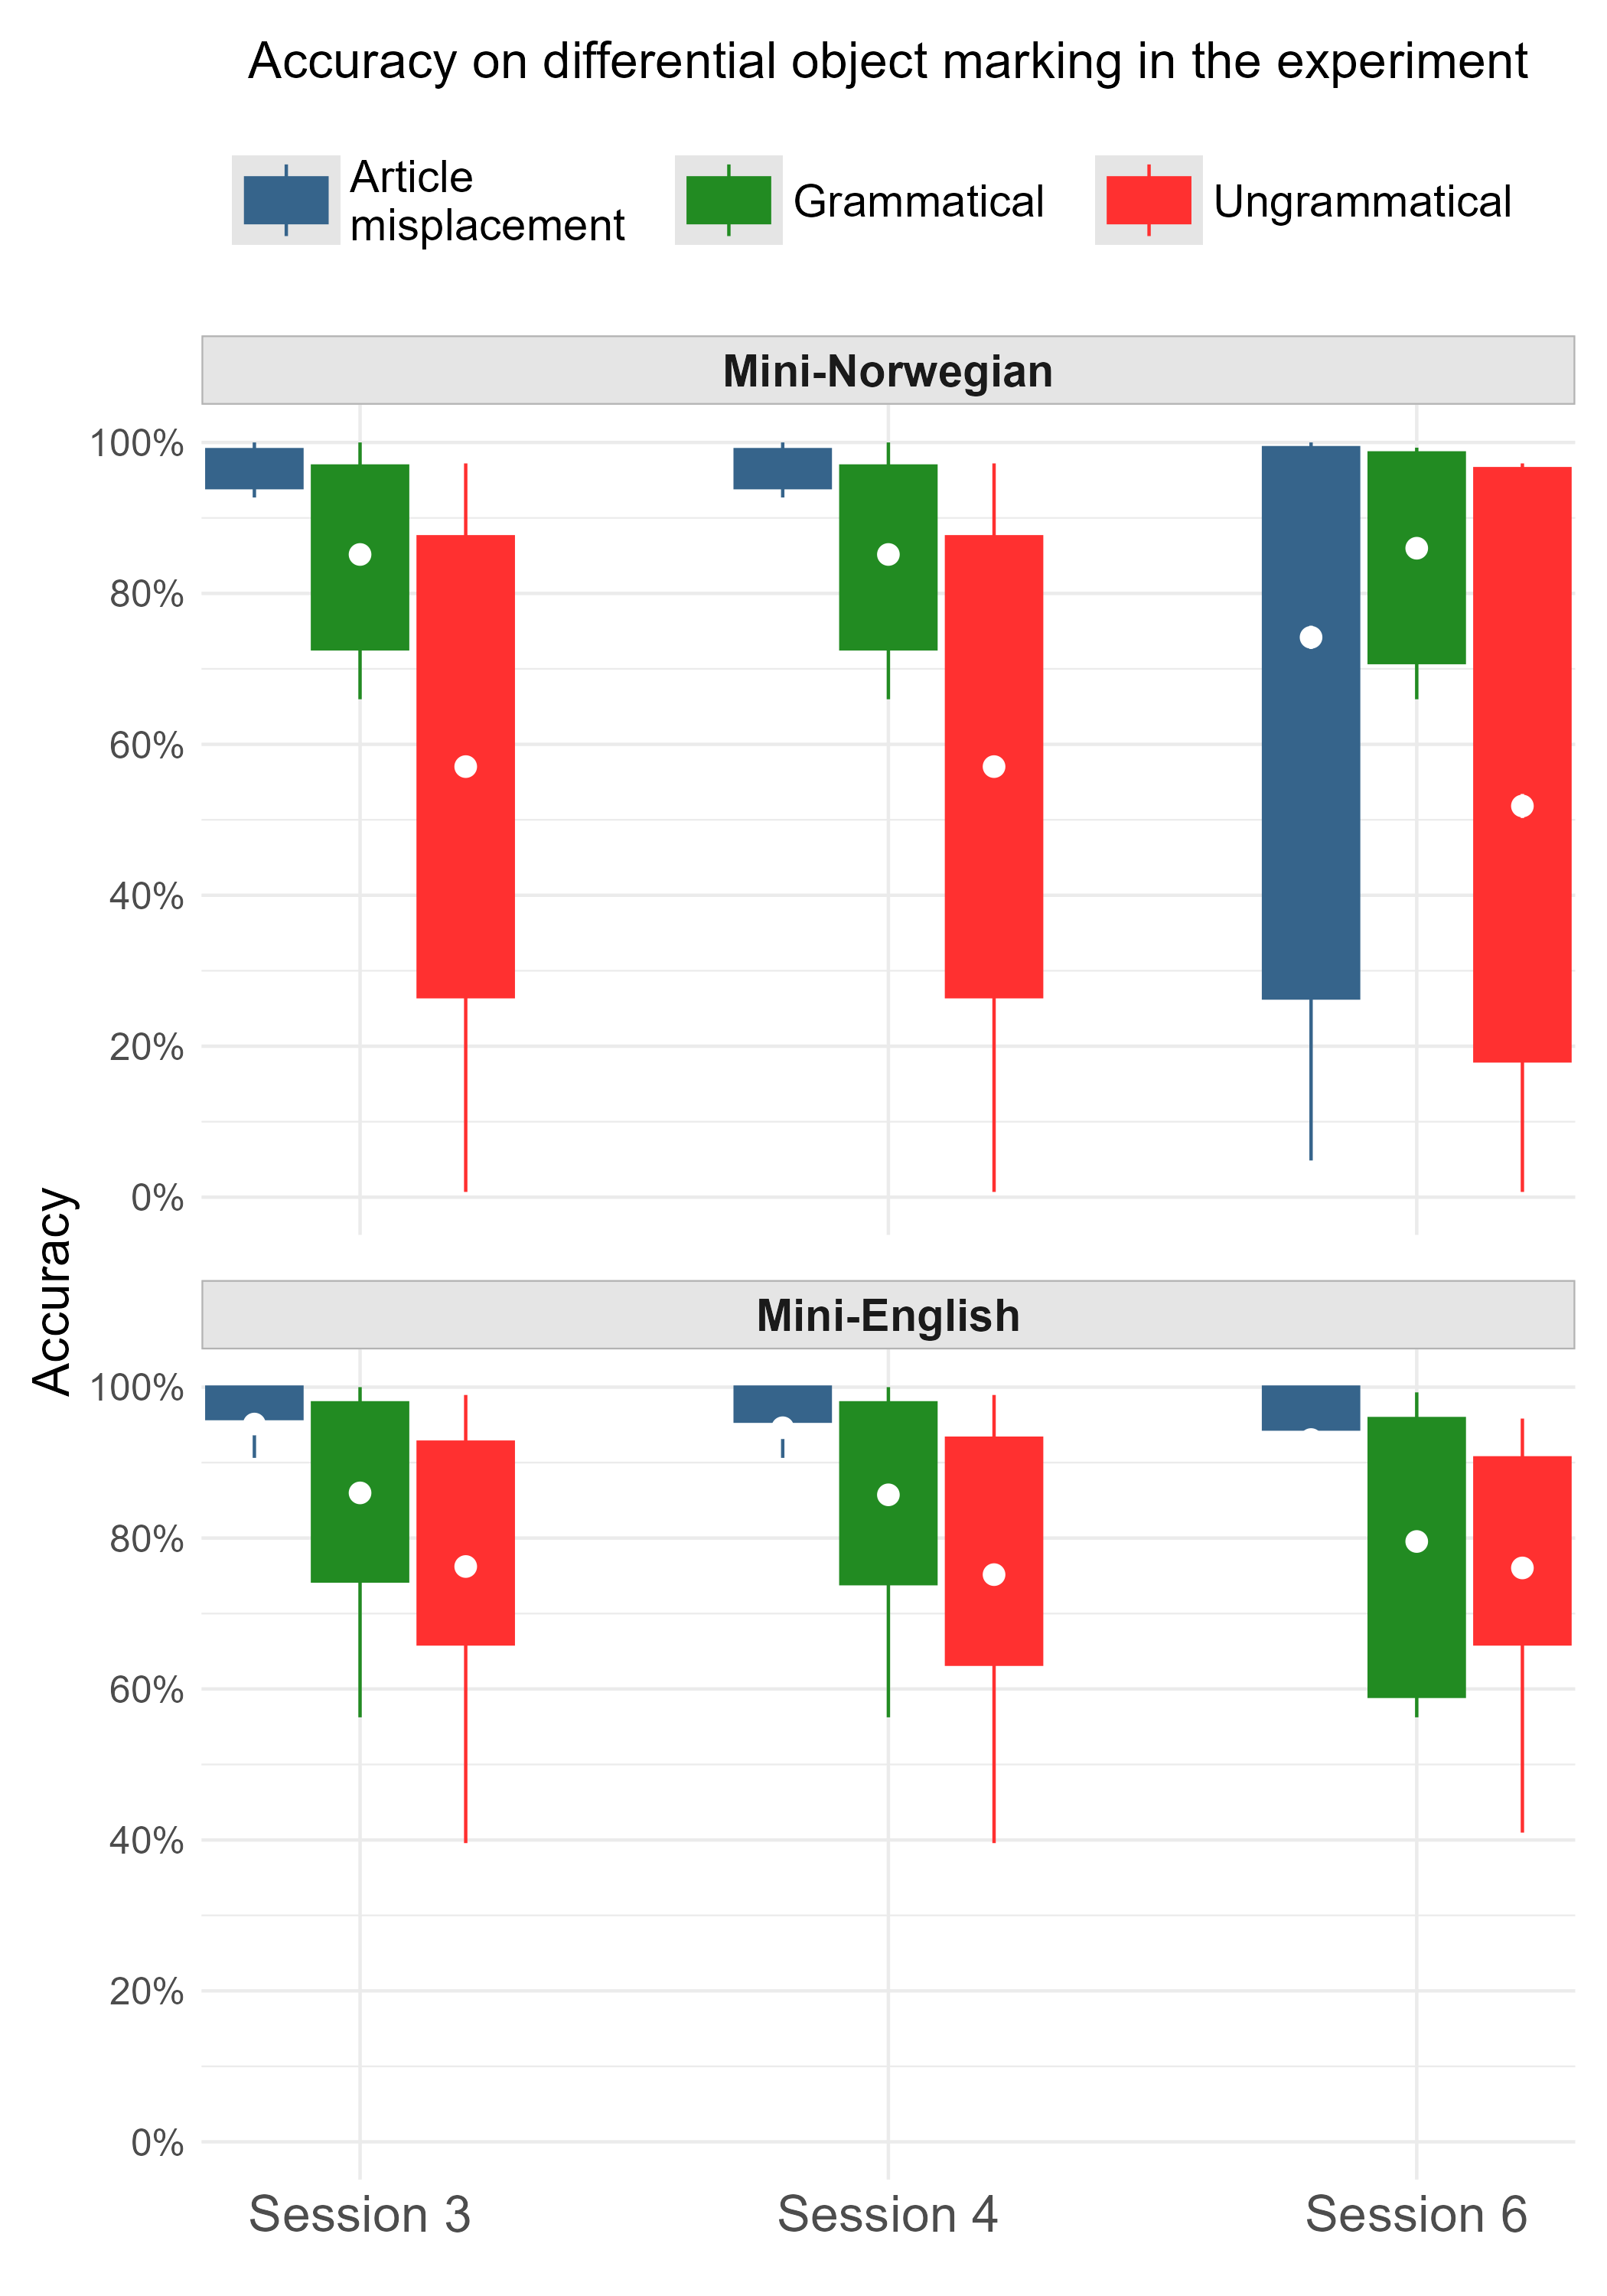 Accuracy on differential object marking in the experiment
Article
misplacement
Grammatical
Ungrammatical
Mini-Norwegian
100%
80%
60%
40%
20%
0%
Accuracy
Mini-English
100%
80%
60%
40%
20%
0%
Session 3
Session 4
Session 6